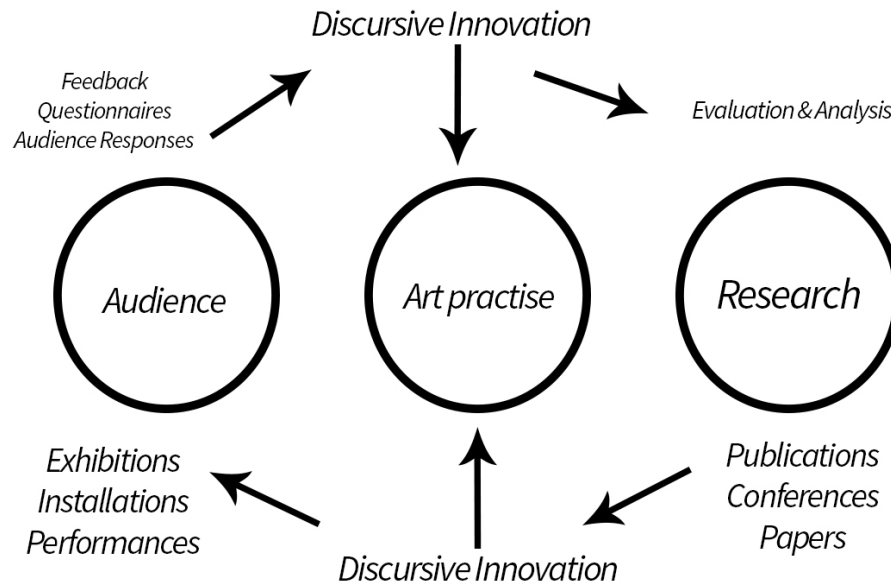 Discursive Innovation
Feedback
Questionnaires
Audience Responses
Evaluation & Analysis
Audience
Art practise
Research
Exhibitions
Installations
Performances
Publications
Conferences
Papers
Discursive Innovation